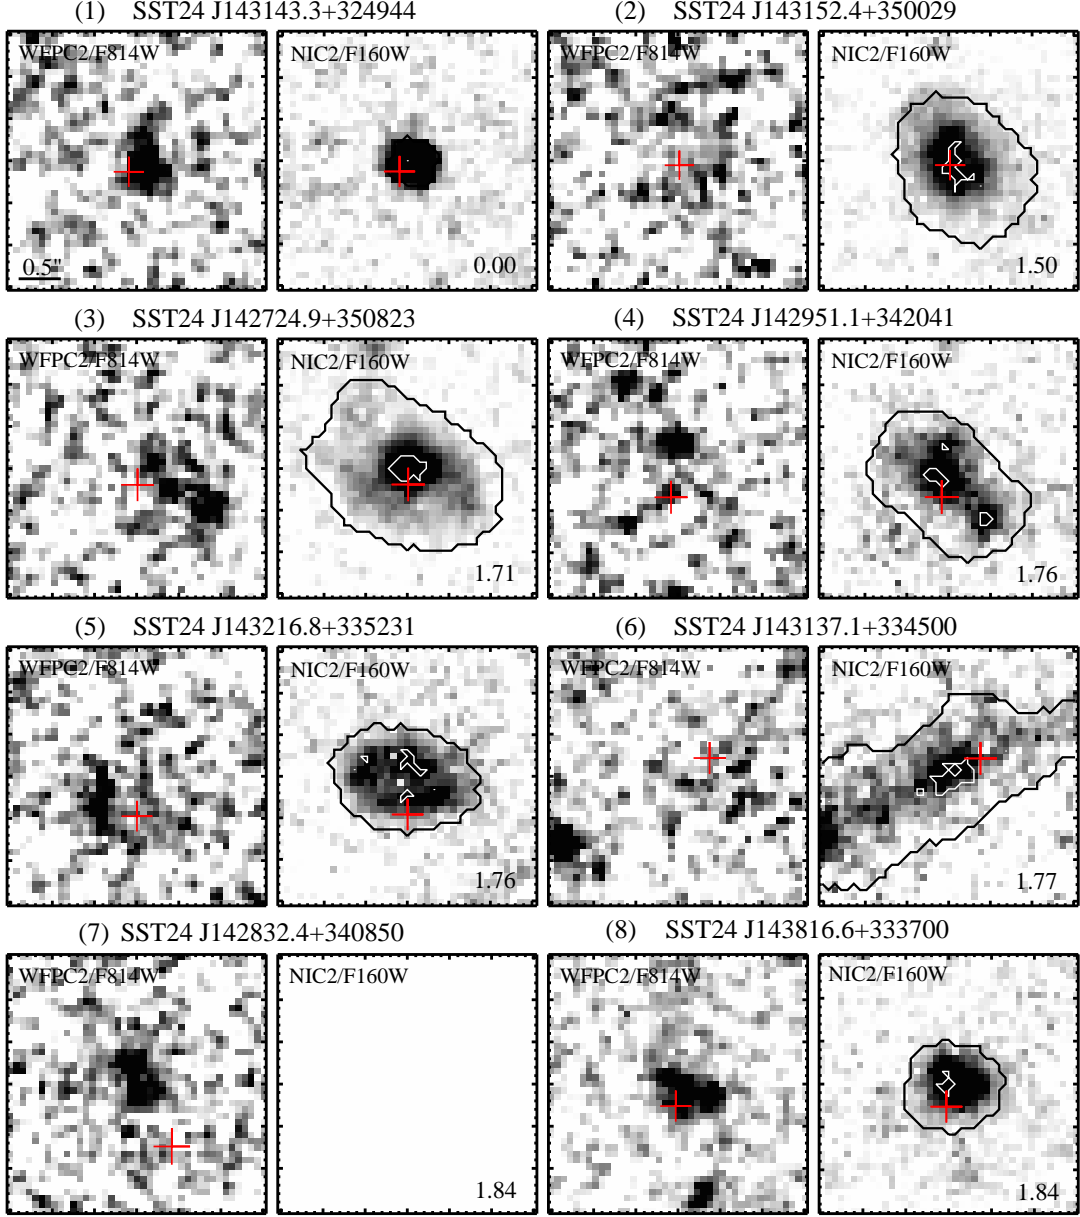 (1) SST24 J143143.3+324944
(2) SST24 J143152.4+350029
WFPC2/F814W
NIC2/F160W
WFPC2/F814W
NIC2/F160W
0.5"
0.00
1.50
(3) SST24 J142724.9+350823
(4) SST24 J142951.1+342041
WFPC2/F814W
NIC2/F160W
WFPC2/F814W
NIC2/F160W
1.71
1.76
(5) SST24 J143216.8+335231
(6) SST24 J143137.1+334500
WFPC2/F814W
NIC2/F160W
WFPC2/F814W
NIC2/F160W
1.76
1.77
(7) SST24 J142832.4+340850
(8) SST24 J143816.6+333700
WFPC2/F814W
NIC2/F160W
WFPC2/F814W
NIC2/F160W
1.84
1.84